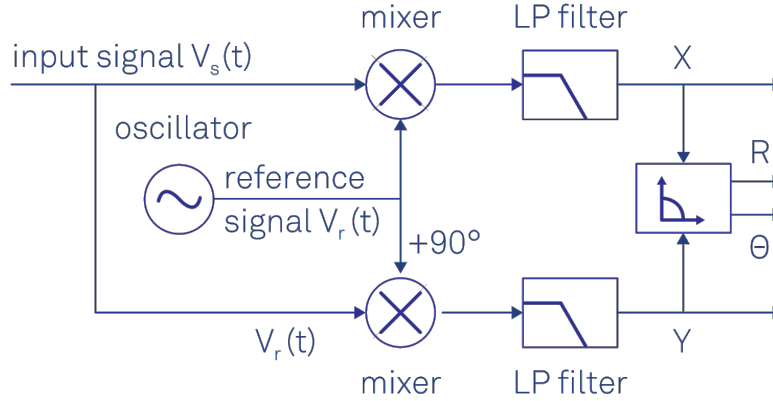 mixer
LP filter
input signal Vₛ(t)
X
oscillator
R
reference
signal Vᵣ(t)
+90°
Θ
Vᵣ(t)
Y
mixer
LP filter